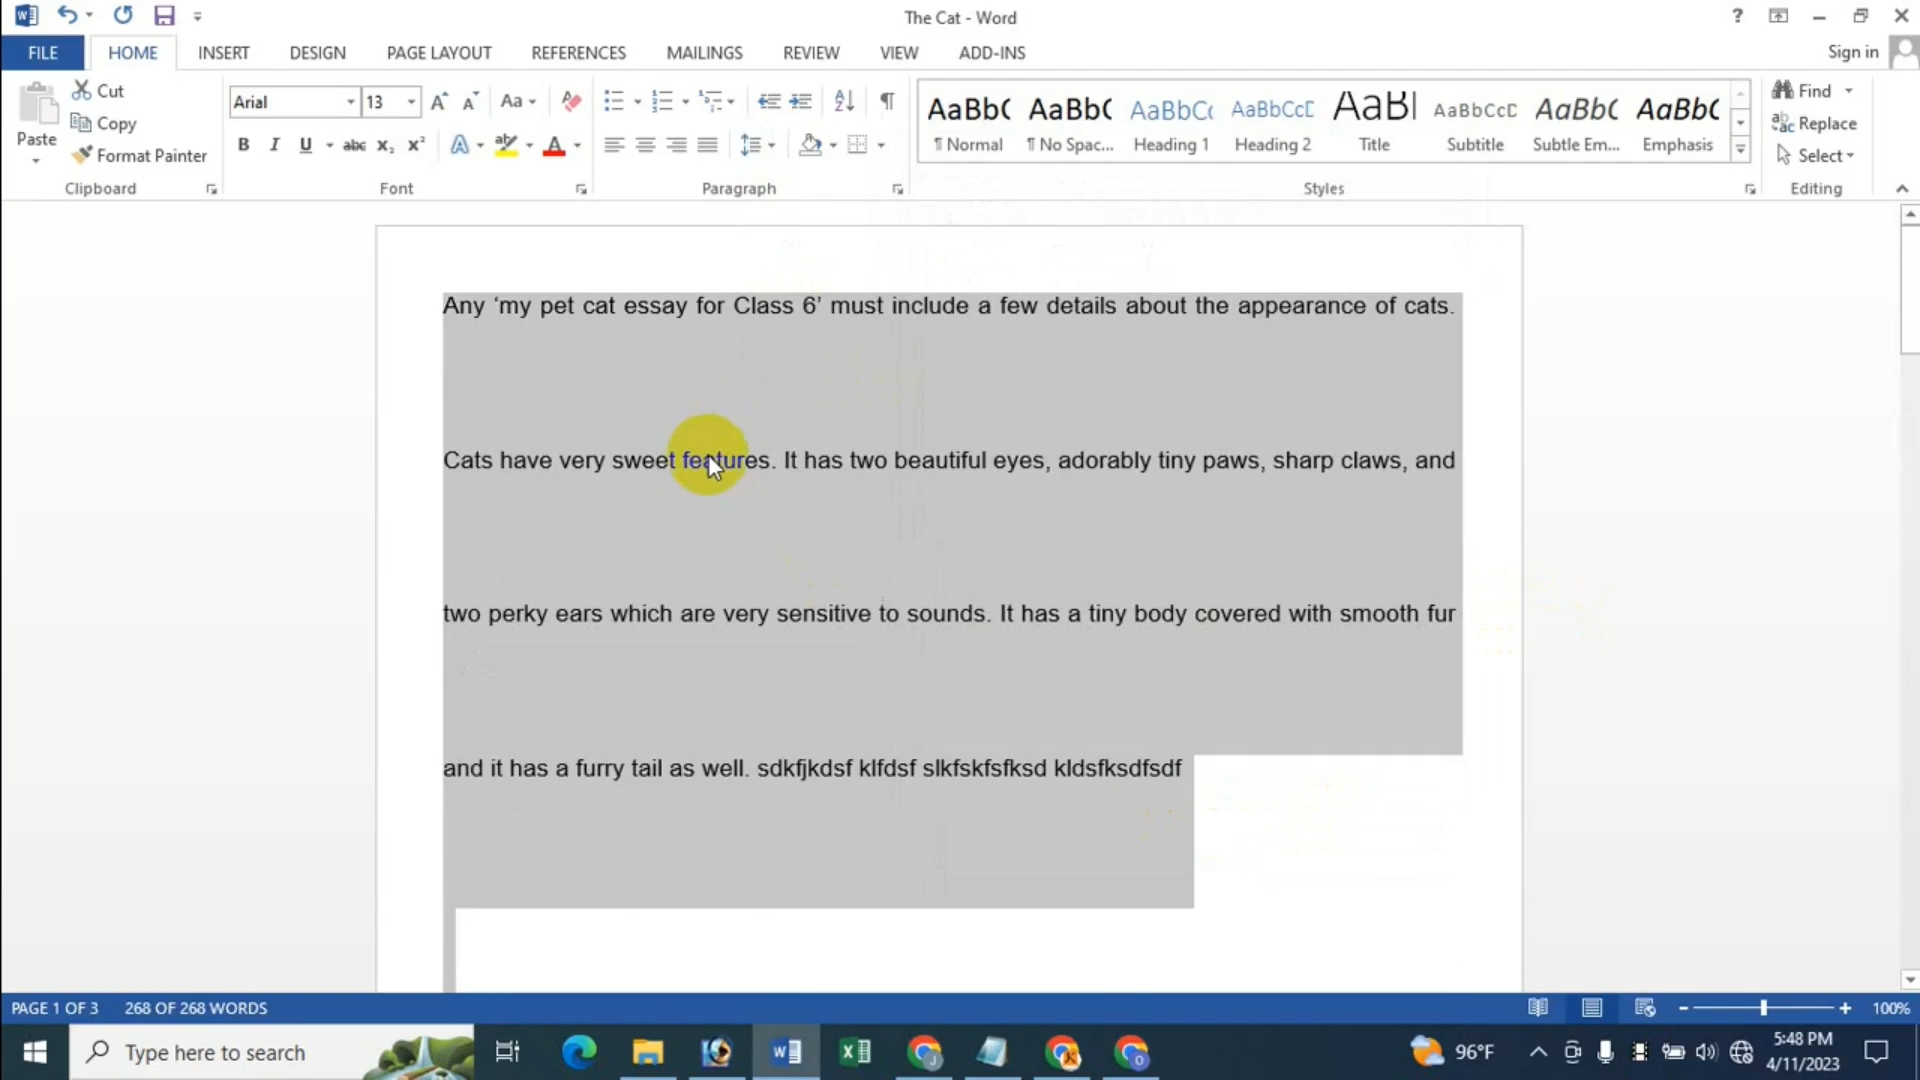 The Cat - Word
FILE HOME INSERT DESIGN PAGE LAYOUT REFERENCES MAILINGS REVIEW VIEW ADD-INS Sign in
Paste
Cut
Copy
Format Painter
Clipboard
Arial 13 Aa
B I U abc x₂ x² A A
Font
Paragraph
AaBbC AaBbC AaBbCc AaBbCcD AaBl AaBbCcD AaBbC AaBbC
¶ Normal ¶ No Spac... Heading 1 Heading 2 Title Subtitle Subtle Em... Emphasis
Styles
Find
Replace
Select
Editing
Any ‘my pet cat essay for Class 6’ must include a few details about the appearance of cats.
Cats have very sweet features. It has two beautiful eyes, adorably tiny paws, sharp claws, and
two perky ears which are very sensitive to sounds. It has a tiny body covered with smooth fur
and it has a furry tail as well. sdkfjkdsf klfdsf slkfskfsfksd kldsfksdfsdf
PAGE 1 OF 3 268 OF 268 WORDS 100%
Type here to search 96°F
5:48 PM
4/11/2023